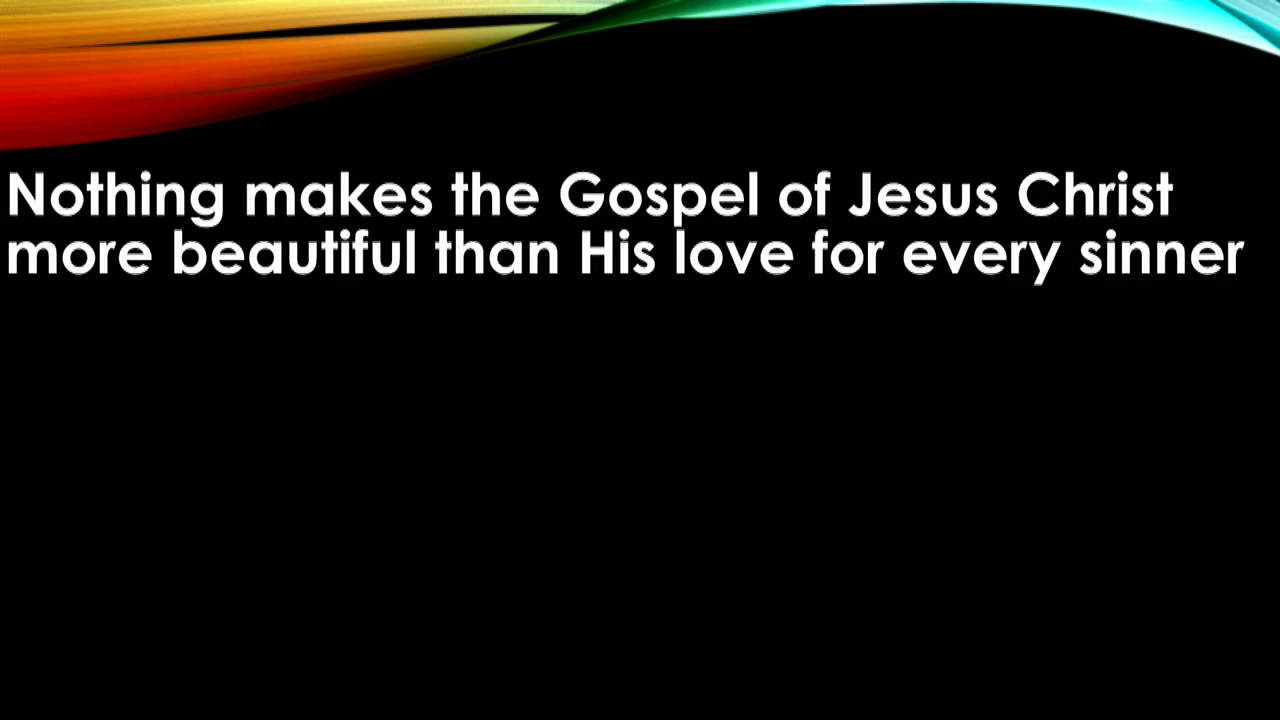 Nothing makes the Gospel of Jesus Christ
more beautiful than His love for every sinner